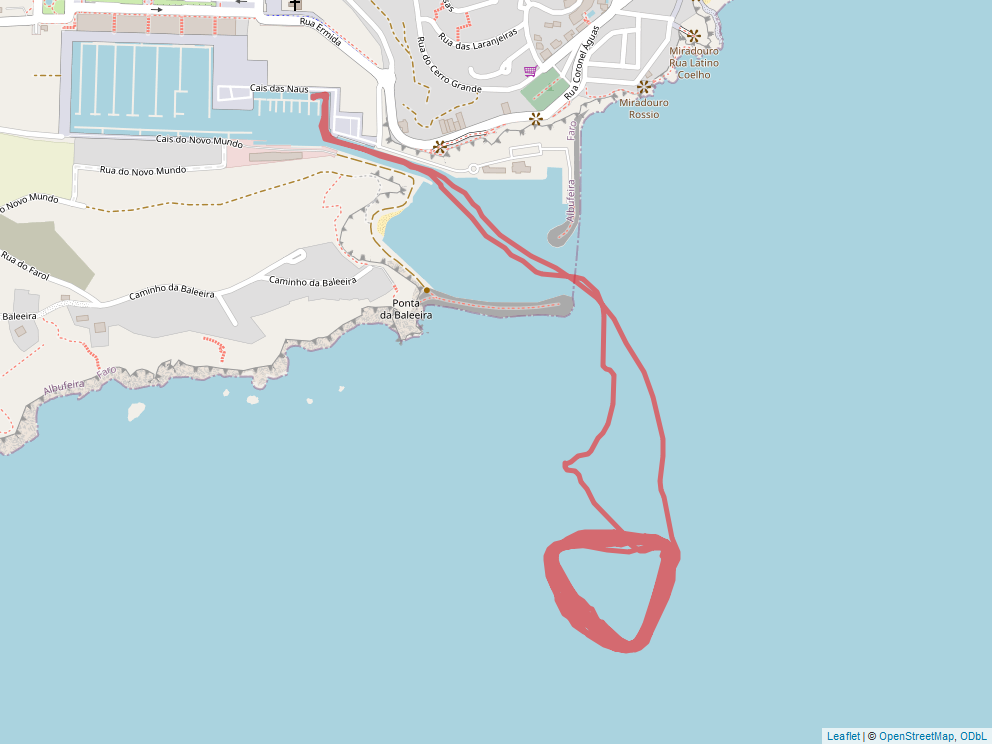 Rua Ermida
as
Rua das Laranjeiras
Rua do Cerro Grande
Rua Coronel Águas
Miradouro
Rua Latino
Coelho
Miradouro
Rossio
Cais das Naus
Cais do Novo Mundo
Rua do Novo Mundo
o Novo Mundo
Rua do Farol
Faro
Albufeira
Caminho da Baleeira
Caminho da Baleeira
Baleeira
Ponta
da Baleeira
Albufeira
Faro
Leaflet | © OpenStreetMap, ODbL